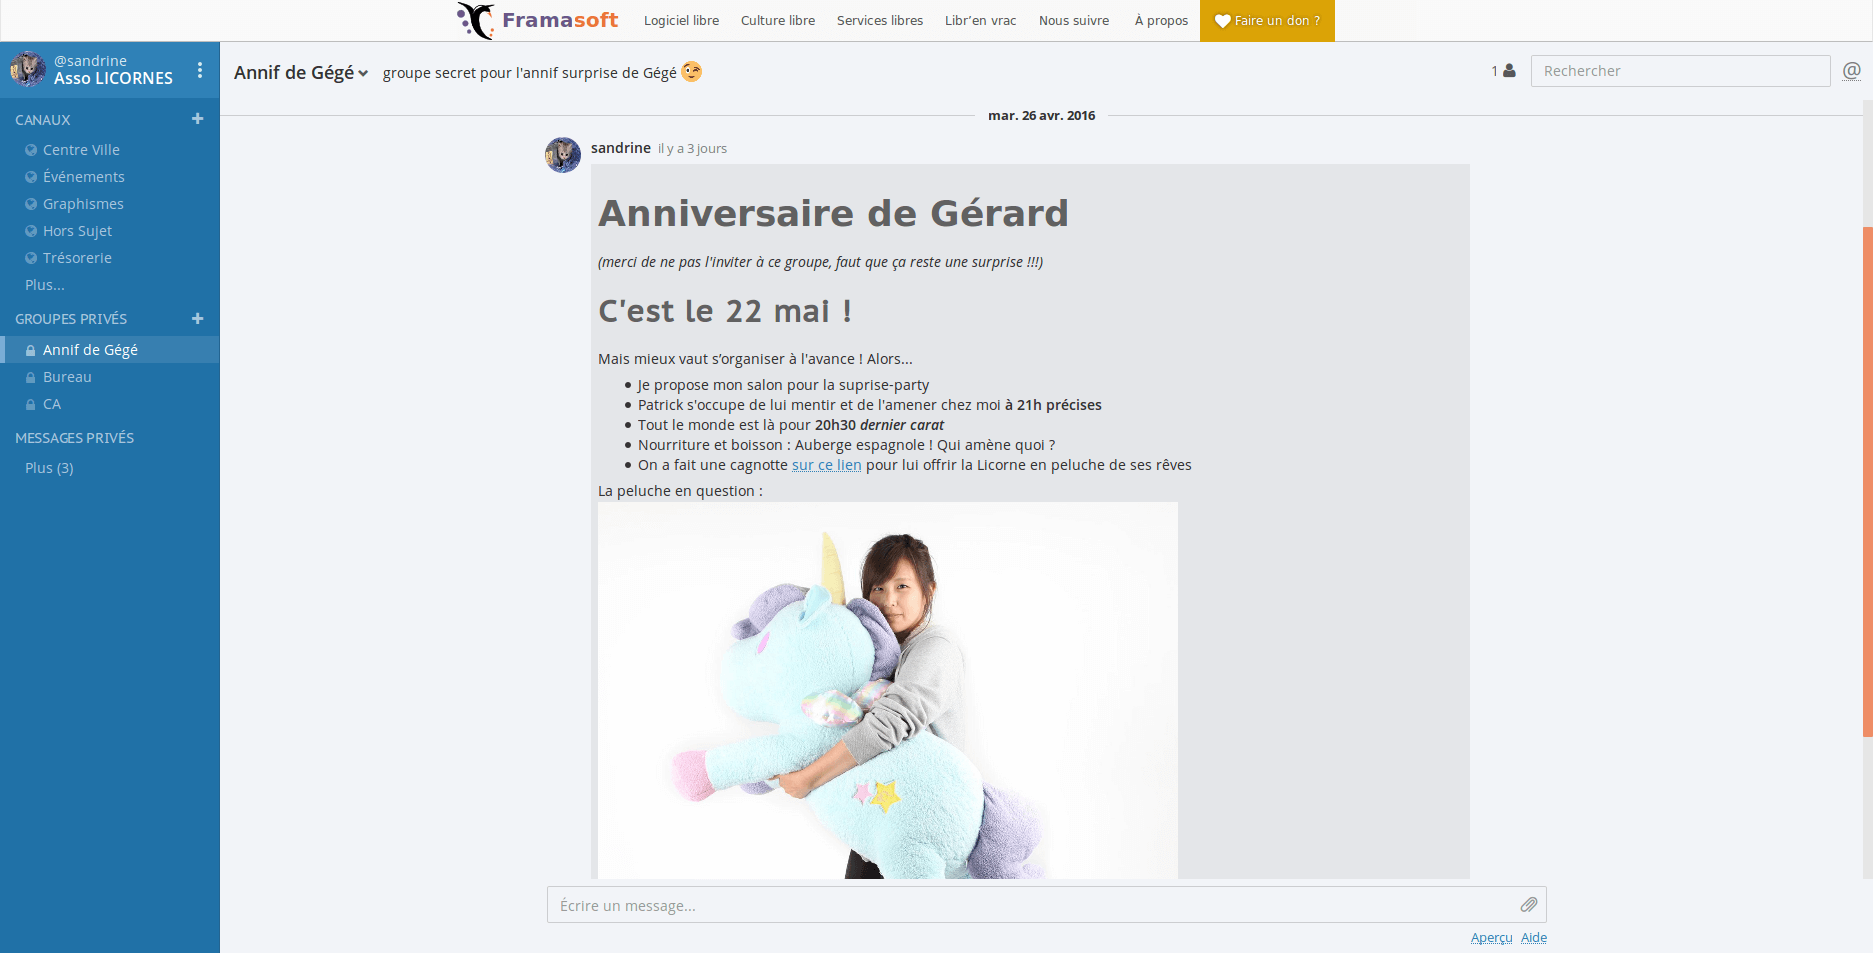 Framasoft
Logiciel libre Culture libre Services libres Libr’en vrac Nous suivre À propos Faire un don ?
@sandrine
Asso LICORNES
CANAUX
Centre Ville
Événements
Graphismes
Hors Sujet
Trésorerie
Plus...
GROUPES PRIVÉS
Annif de Gégé
Bureau
CA
MESSAGES PRIVÉS
Plus (3)
Annif de Gégé groupe secret pour l'annif surprise de Gégé 😉
1 Rechercher @
mar. 26 avr. 2016
sandrine il y a 3 jours
Anniversaire de Gérard
(merci de ne pas l'inviter à ce groupe, faut que ça reste une surprise !!!)
C'est le 22 mai !
Mais mieux vaut s’organiser à l'avance ! Alors...
• Je propose mon salon pour la suprise-party
• Patrick s'occupe de lui mentir et de l'amener chez moi à 21h précises
• Tout le monde est là pour 20h30 dernier carat
• Nourriture et boisson : Auberge espagnole ! Qui amène quoi ?
• On a fait une cagnotte sur ce lien pour lui offrir la Licorne en peluche de ses rêves
La peluche en question :
Écrire un message...
Aperçu Aide